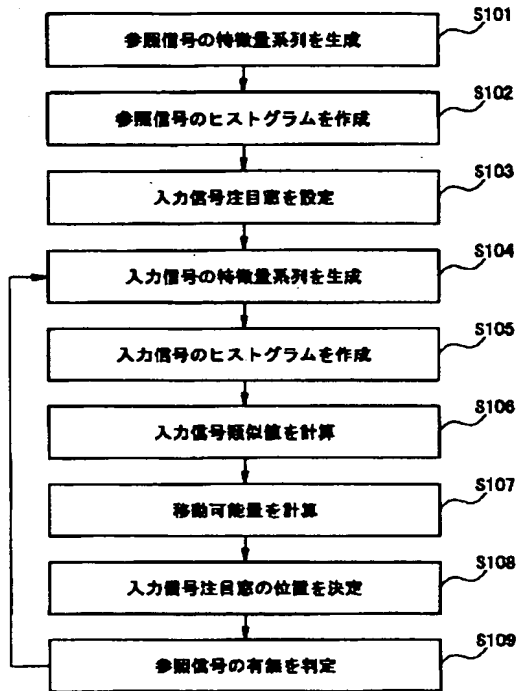 S101
参照信号の特徴量系列を生成
S102
参照信号のヒストグラムを作成
S103
入力信号注目窓を設定
S104
入力信号の特徴量系列を生成
S105
入力信号のヒストグラムを作成
S106
入力信号類似値を計算
S107
移動可能量を計算
S108
入力信号注目窓の位置を決定
S109
参照信号の有無を判定